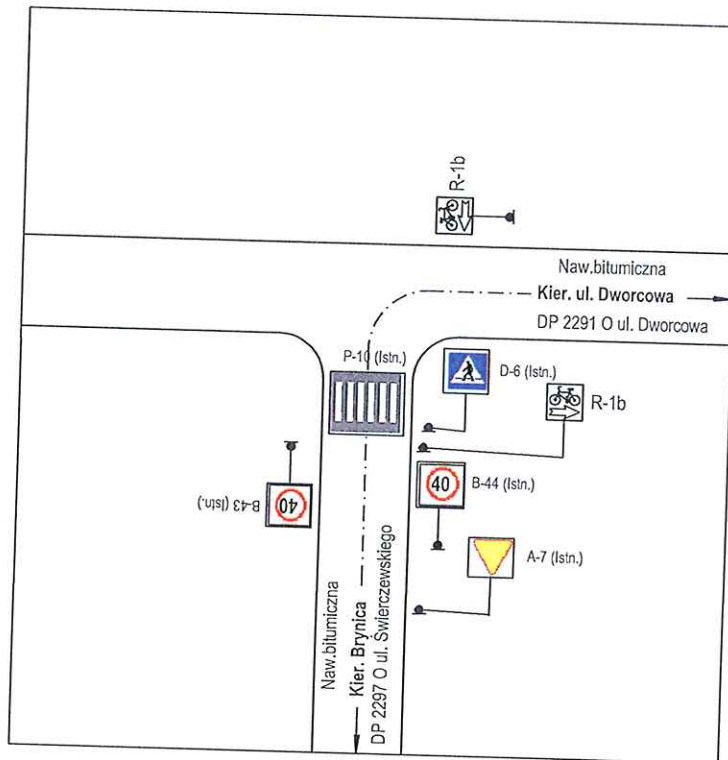 R-1b
Naw.bitumiczna
Kier. ul. Dworcowa
DP 2291 O ul. Dworcowa
P-10 (Istn.)
D-6 (Istn.)
R-1b
40
B-44 (Istn.)
40
B-43 (Istn.)
A-7 (Istn.)
Naw.bitumiczna
Kier. Brynica
DP 2297 O ul. Świerczewskiego